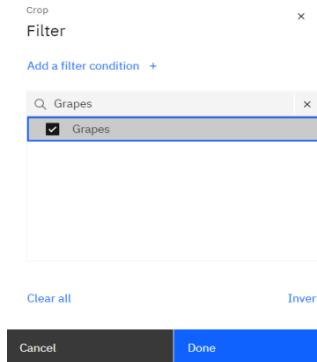 Crop
Filter
Add a filter condition +
Grapes
Grapes
Clear all
Inver
Cancel
Done